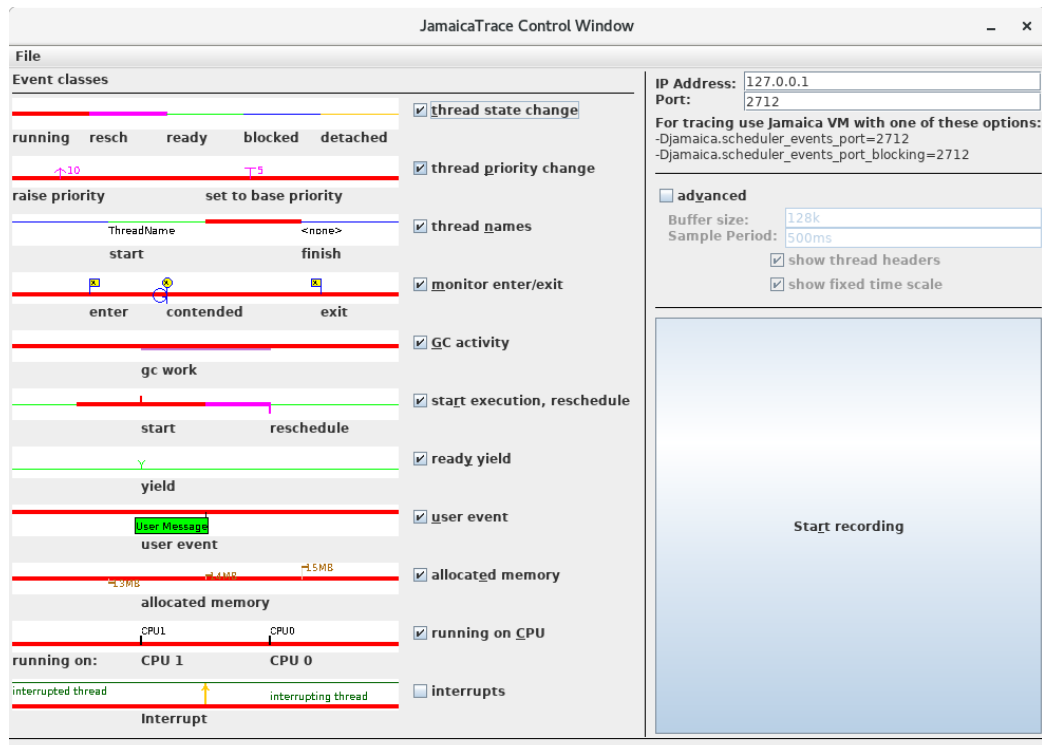 JamaicaTrace Control Window
File
Event classes
running resch ready blocked detached
thread state change
10 5
raise priority set to base priority
thread priority change
ThreadName <none>
start finish
thread names
x x x
enter contended exit
monitor enter/exit
gc work
GC activity
start reschedule
start execution, reschedule
Y
yield
ready yield
User Message
user event
user event
13MB 14MB 15MB
allocated memory
allocated memory
CPU1 CPU0
running on: CPU 1 CPU 0
running on CPU
interrupted thread interrupting thread
Interrupt
interrupts
IP Address: 127.0.0.1
Port: 2712
For tracing use Jamaica VM with one of these options:
-Djamaica.scheduler_events_port=2712
-Djamaica.scheduler_events_port_blocking=2712
advanced
Buffer size: 128k
Sample Period: 500ms
show thread headers
show fixed time scale
Start recording